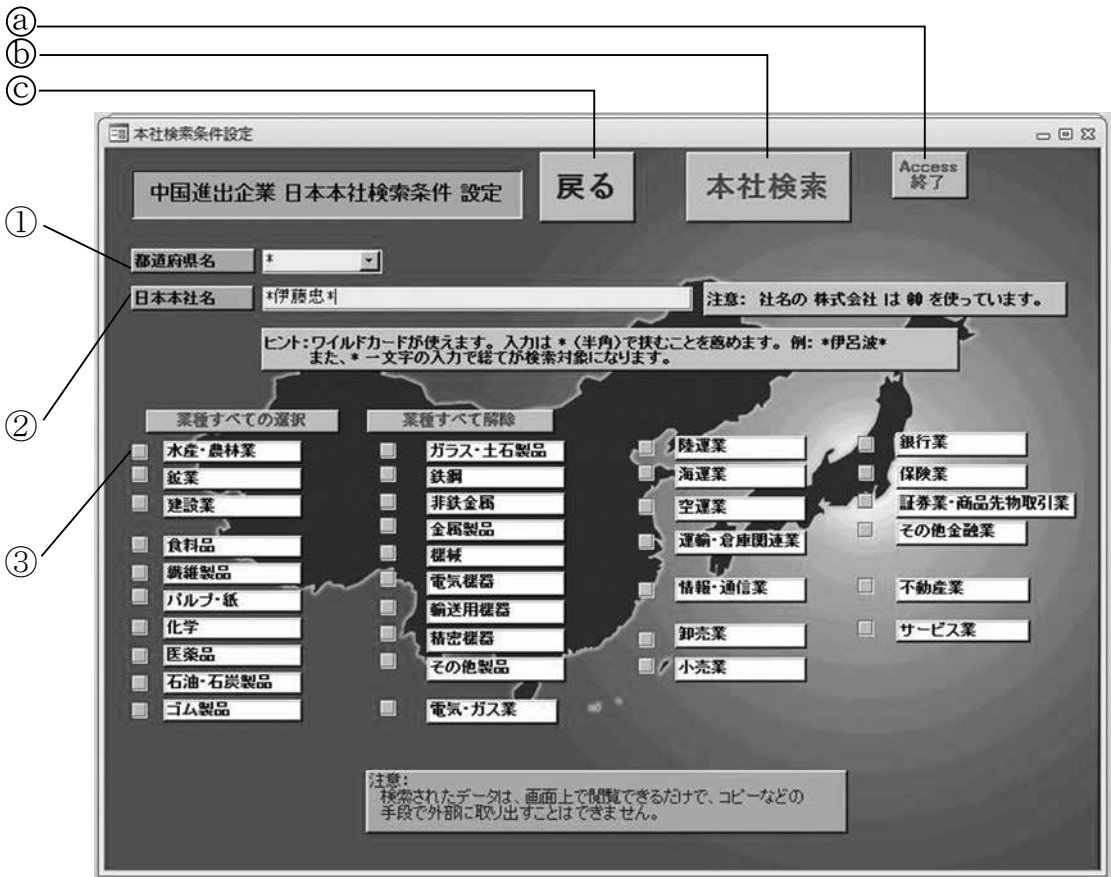 ⓐ
ⓑ
ⓒ
本社検索条件設定
中国進出企業 日本本社検索条件 設定
戻る
本社検索
Access
終了
①
都道府県名
*
②
日本本社名
*伊藤忠*
注意: 社名の 株式会社 は ㈱ を使っています。
ヒント:ワイルドカードが使えます。入力は *(半角)で挟むことを薦めます。例: *伊呂波*
また、* 一文字の入力で総てが検索対象になります。
業種すべての選択
業種すべて解除
③
水産・農林業
鉱業
建設業
食料品
繊維製品
パルプ・紙
化学
医薬品
石油・石炭製品
ゴム製品
ガラス・土石製品
鉄鋼
非鉄金属
金属製品
機械
電気機器
輸送用機器
精密機器
その他製品
電気・ガス業
陸運業
海運業
空運業
運輸・倉庫関連業
情報・通信業
卸売業
小売業
銀行業
保険業
証券業・商品先物取引業
その他金融業
不動産業
サービス業
注意:
検索されたデータは、画面上で閲覧できるだけで、コピーなどの
手段で外部に取り出すことはできません。